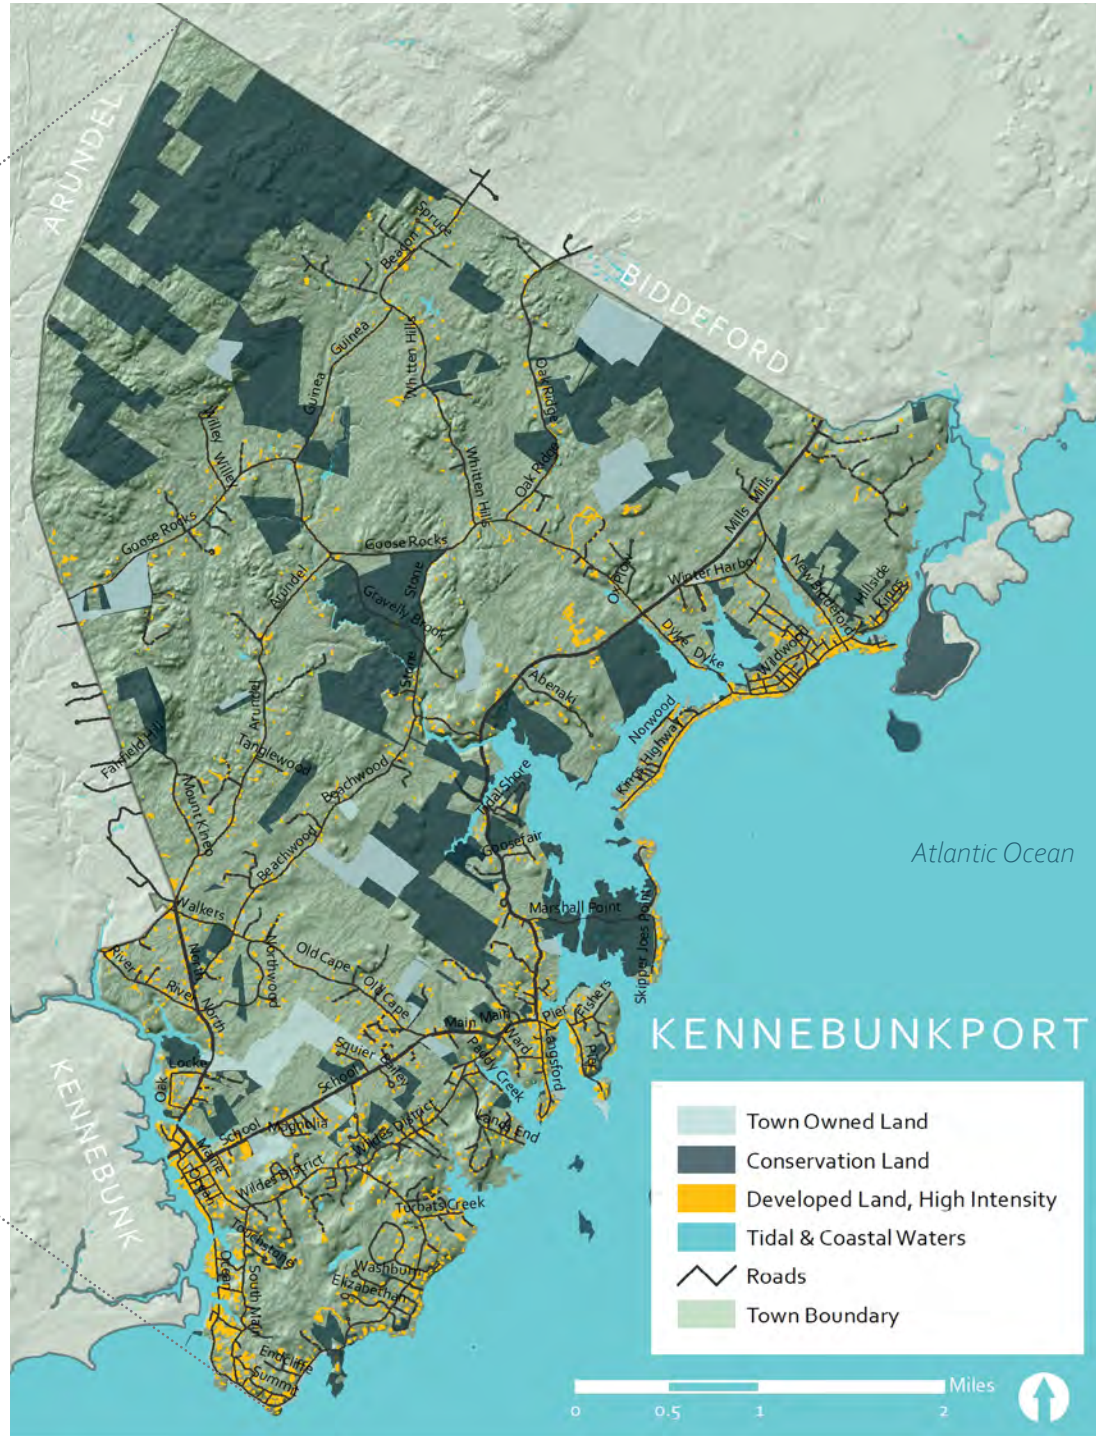 ARUNDEL
BIDDEFORD
Spruce
Beacon
Guinea
Guinea
Whitten Hills
Oak Ridge
Willey
Willey
Whitten Hills
Oak Ridge
Mills
Mills
Goose Rocks
Goose Rocks
Arundel
Stone
Gravelly Brook
Winter Harbor
New Biddeford
Hillside
Kings
Dyke
Dyke
Wildwood
Stone
Abenaki
Arundel
Norwood
Kings Highway
Fairfield Hill
Tanglewood
Mount Kineo
Beachwood
Tidal Shore
Beachwood
Goosefair
Atlantic Ocean
Walkers
Marshall Point
Skipper Joes Point
North
Northwood
Old Cape
Old Cape
River
River
North
Main
Main
Pier
Fishers
Ward
Langsford
Pier
Paddy Creek
Squier
Bailey
Locke
Oak
School
School
Magnolia
Wildes District
Lands End
Maine
Ocean
Wildes District
Turbats Creek
Ocean
South Main
Washburn
Elizabethan
Endcliffe
Summit
KENNEBUNK
KENNEBUNKPORT
Town Owned Land
Conservation Land
Developed Land, High Intensity
Tidal & Coastal Waters
Roads
Town Boundary
Miles
0 0.5 1 2